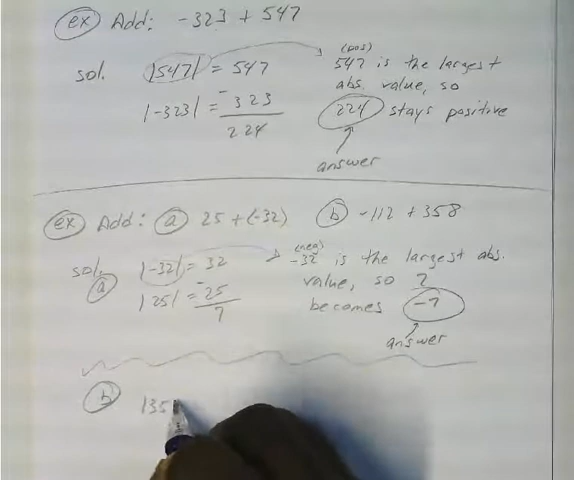 ex Add: -323 + 547
sol. |547| = 547
|-323| = -323
224
(pos)
547 is the largest
abs. value, so
224 stays positive
answer
ex Add: a 25 + (-32) b -112 + 358
sol.
a |-32| = 32
|25| = -25
7
(neg)
-32 is the largest abs.
value, so 7
becomes -7
answer
b |35